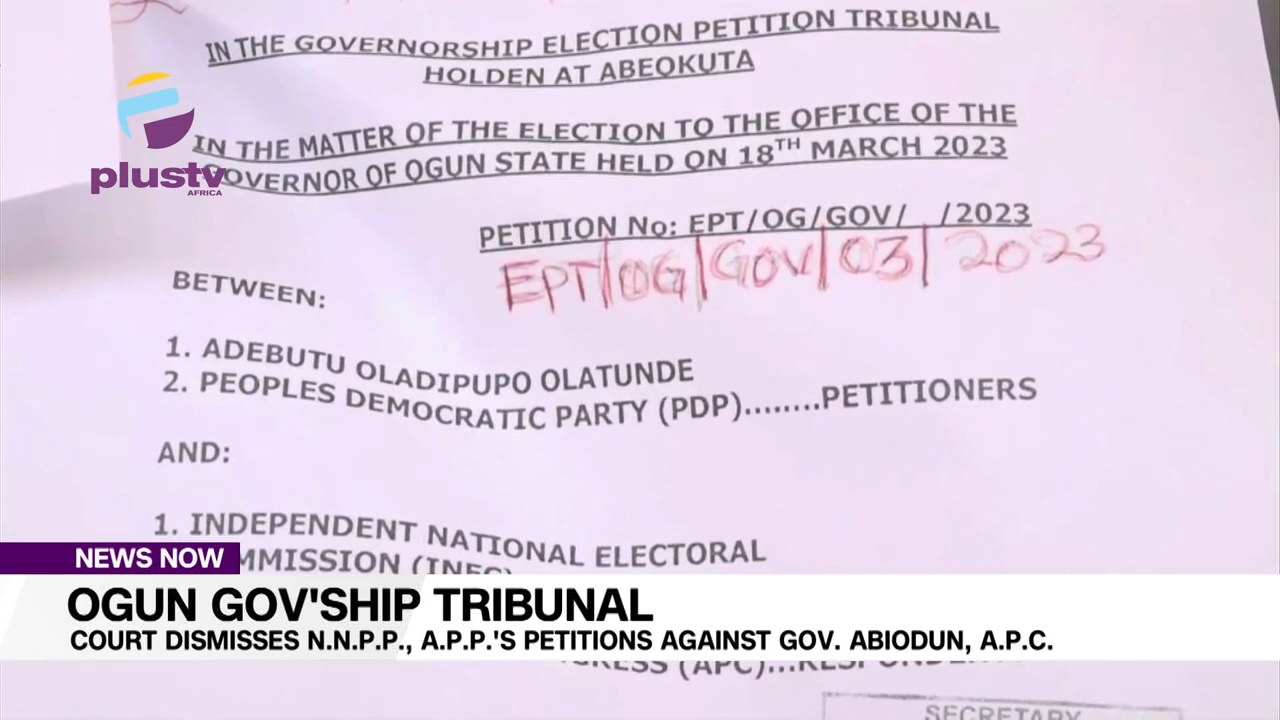 IN THE GOVERNORSHIP ELECTION PETITION TRIBUNAL
HOLDEN AT ABEOKUTA
IN THE MATTER OF THE ELECTION TO THE OFFICE OF THE
GOVERNOR OF OGUN STATE HELD ON 18TH MARCH 2023
plustv
AFRICA
PETITION No: EPT/OG/GOV/ /2023
EPT/OG/GOV/03/2023
BETWEEN:
1. ADEBUTU OLADIPUPO OLATUNDE
2. PEOPLES DEMOCRATIC PARTY (PDP)........PETITIONERS
AND:
1. INDEPENDENT NATIONAL ELECTORAL
NEWS NOW
OGUN GOV'SHIP TRIBUNAL
COURT DISMISSES N.N.P.P., A.P.P.'S PETITIONS AGAINST GOV. ABIODUN, A.P.C.
(APC)...
SECRETARY